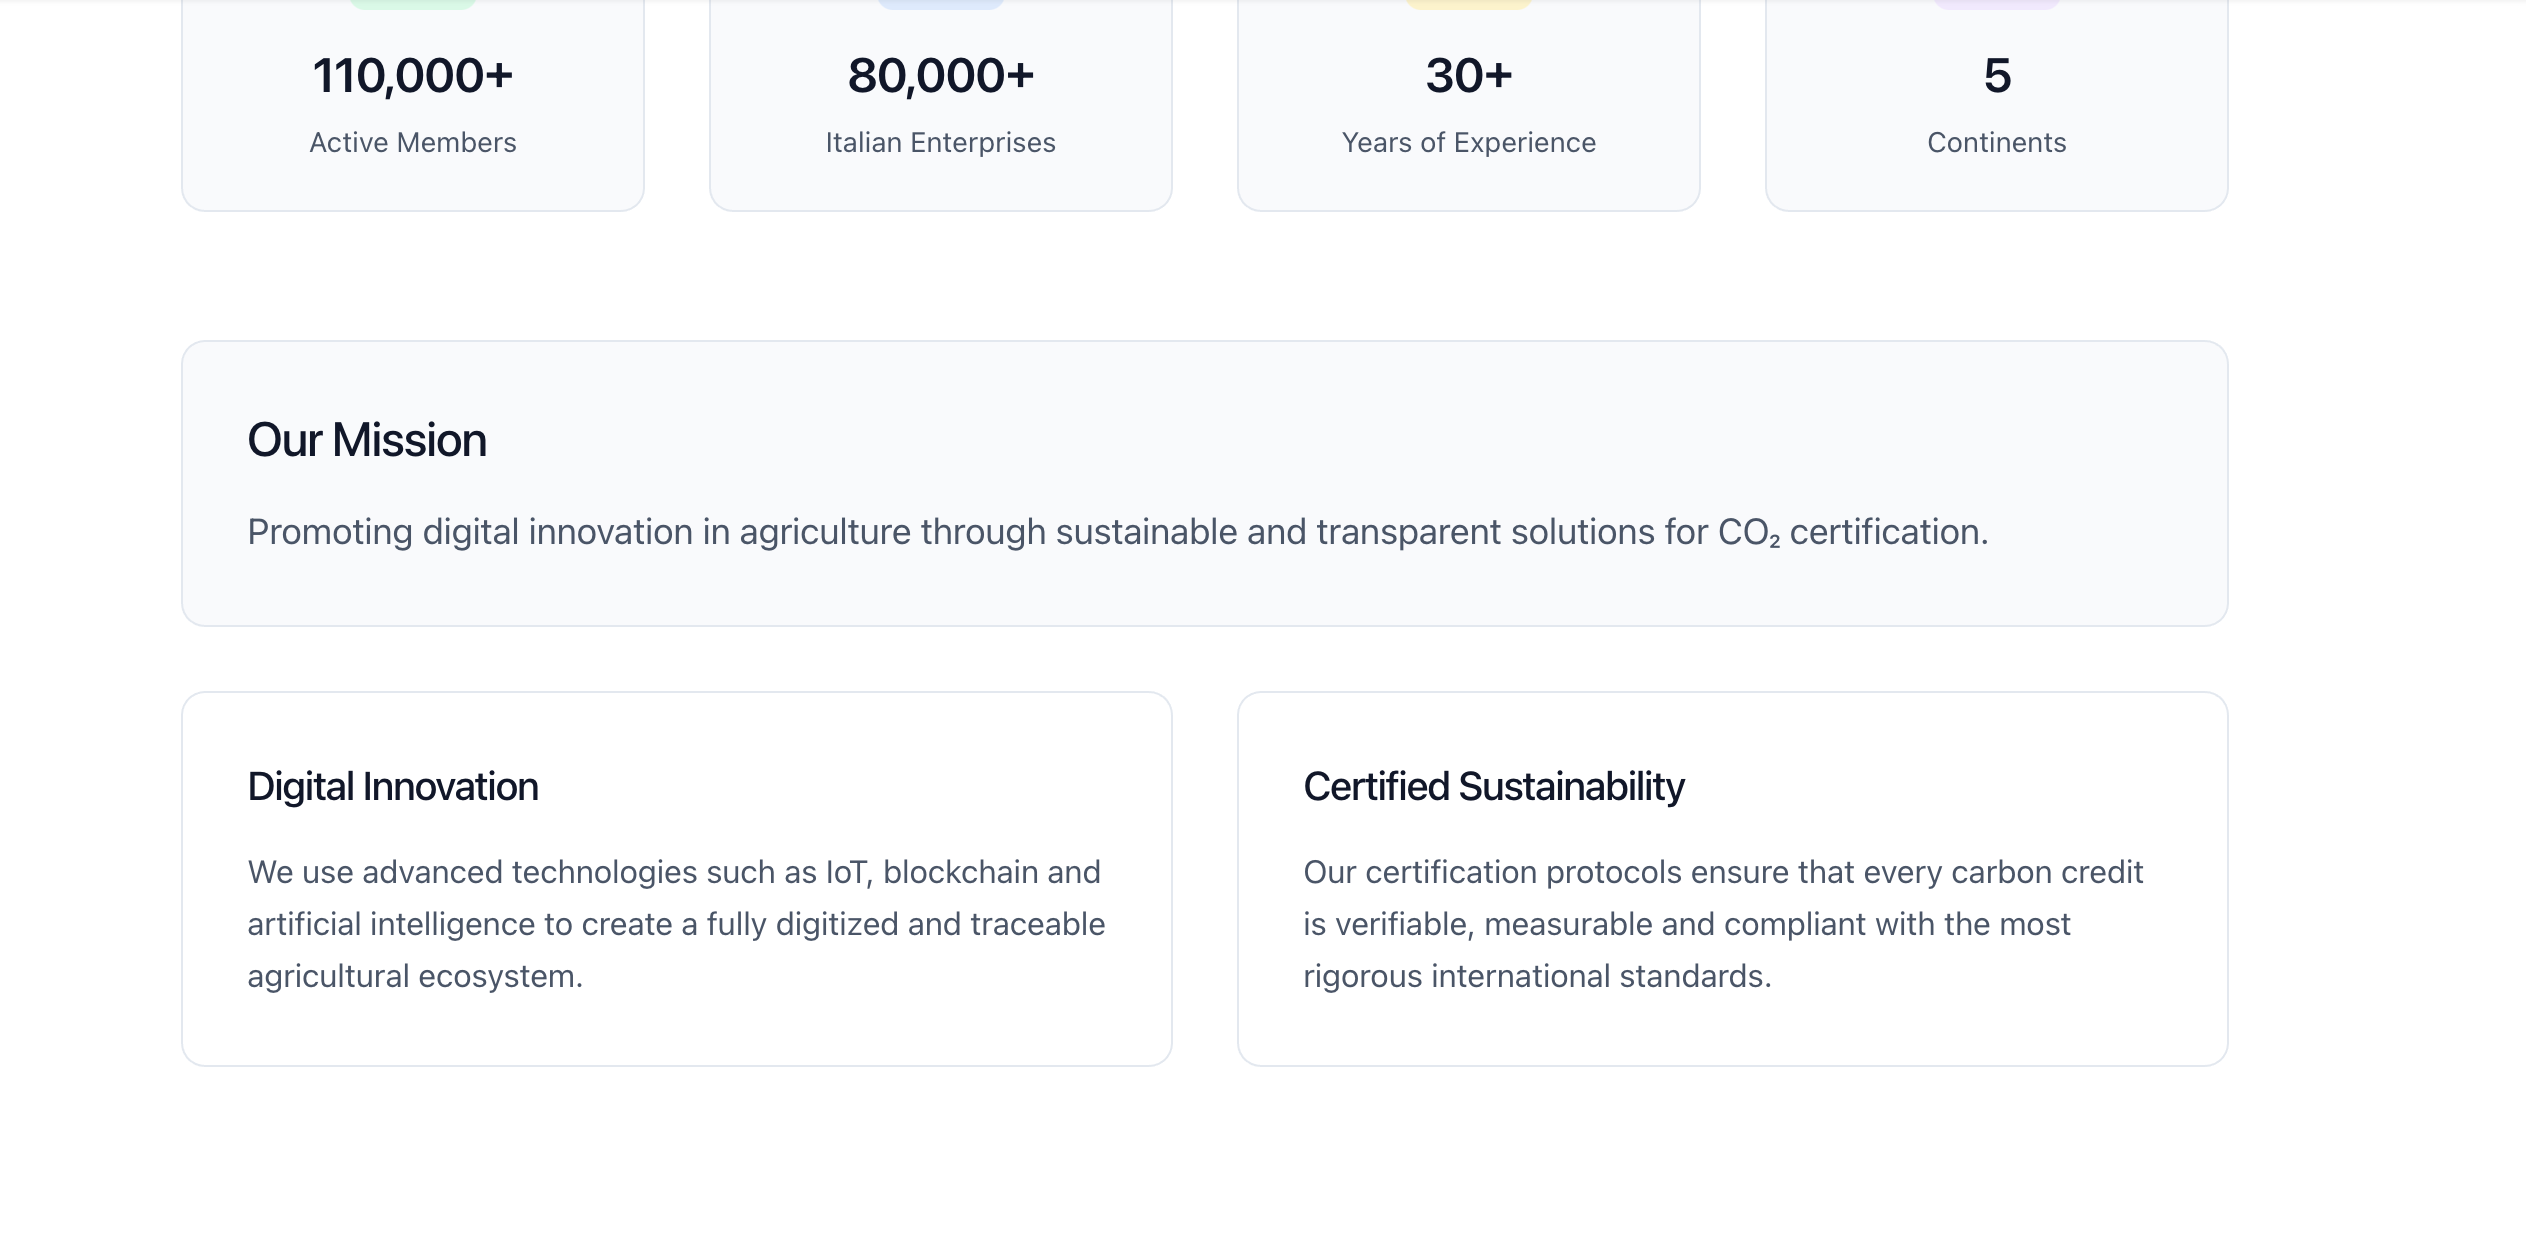 110,000+
Active Members
80,000+
Italian Enterprises
30+
Years of Experience
5
Continents
Our Mission
Promoting digital innovation in agriculture through sustainable and transparent solutions for CO₂ certification.
Digital Innovation
We use advanced technologies such as IoT, blockchain and
artificial intelligence to create a fully digitized and traceable
agricultural ecosystem.
Certified Sustainability
Our certification protocols ensure that every carbon credit
is verifiable, measurable and compliant with the most
rigorous international standards.